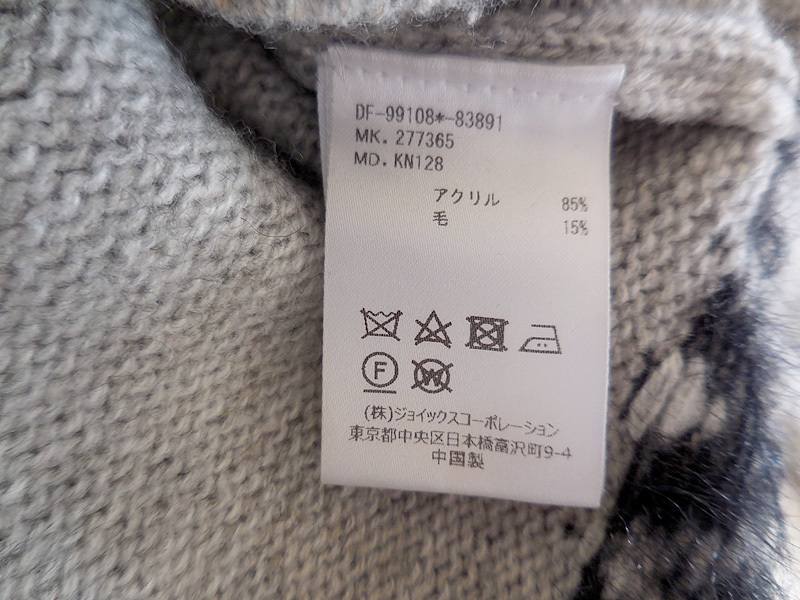 DF-99108*-83891
MK. 277365
MD. KN128
アクリル 85%
毛 15%
F W
(株)ジョイックスコーポレーション
東京都中央区日本橋富沢町9-4
中国製